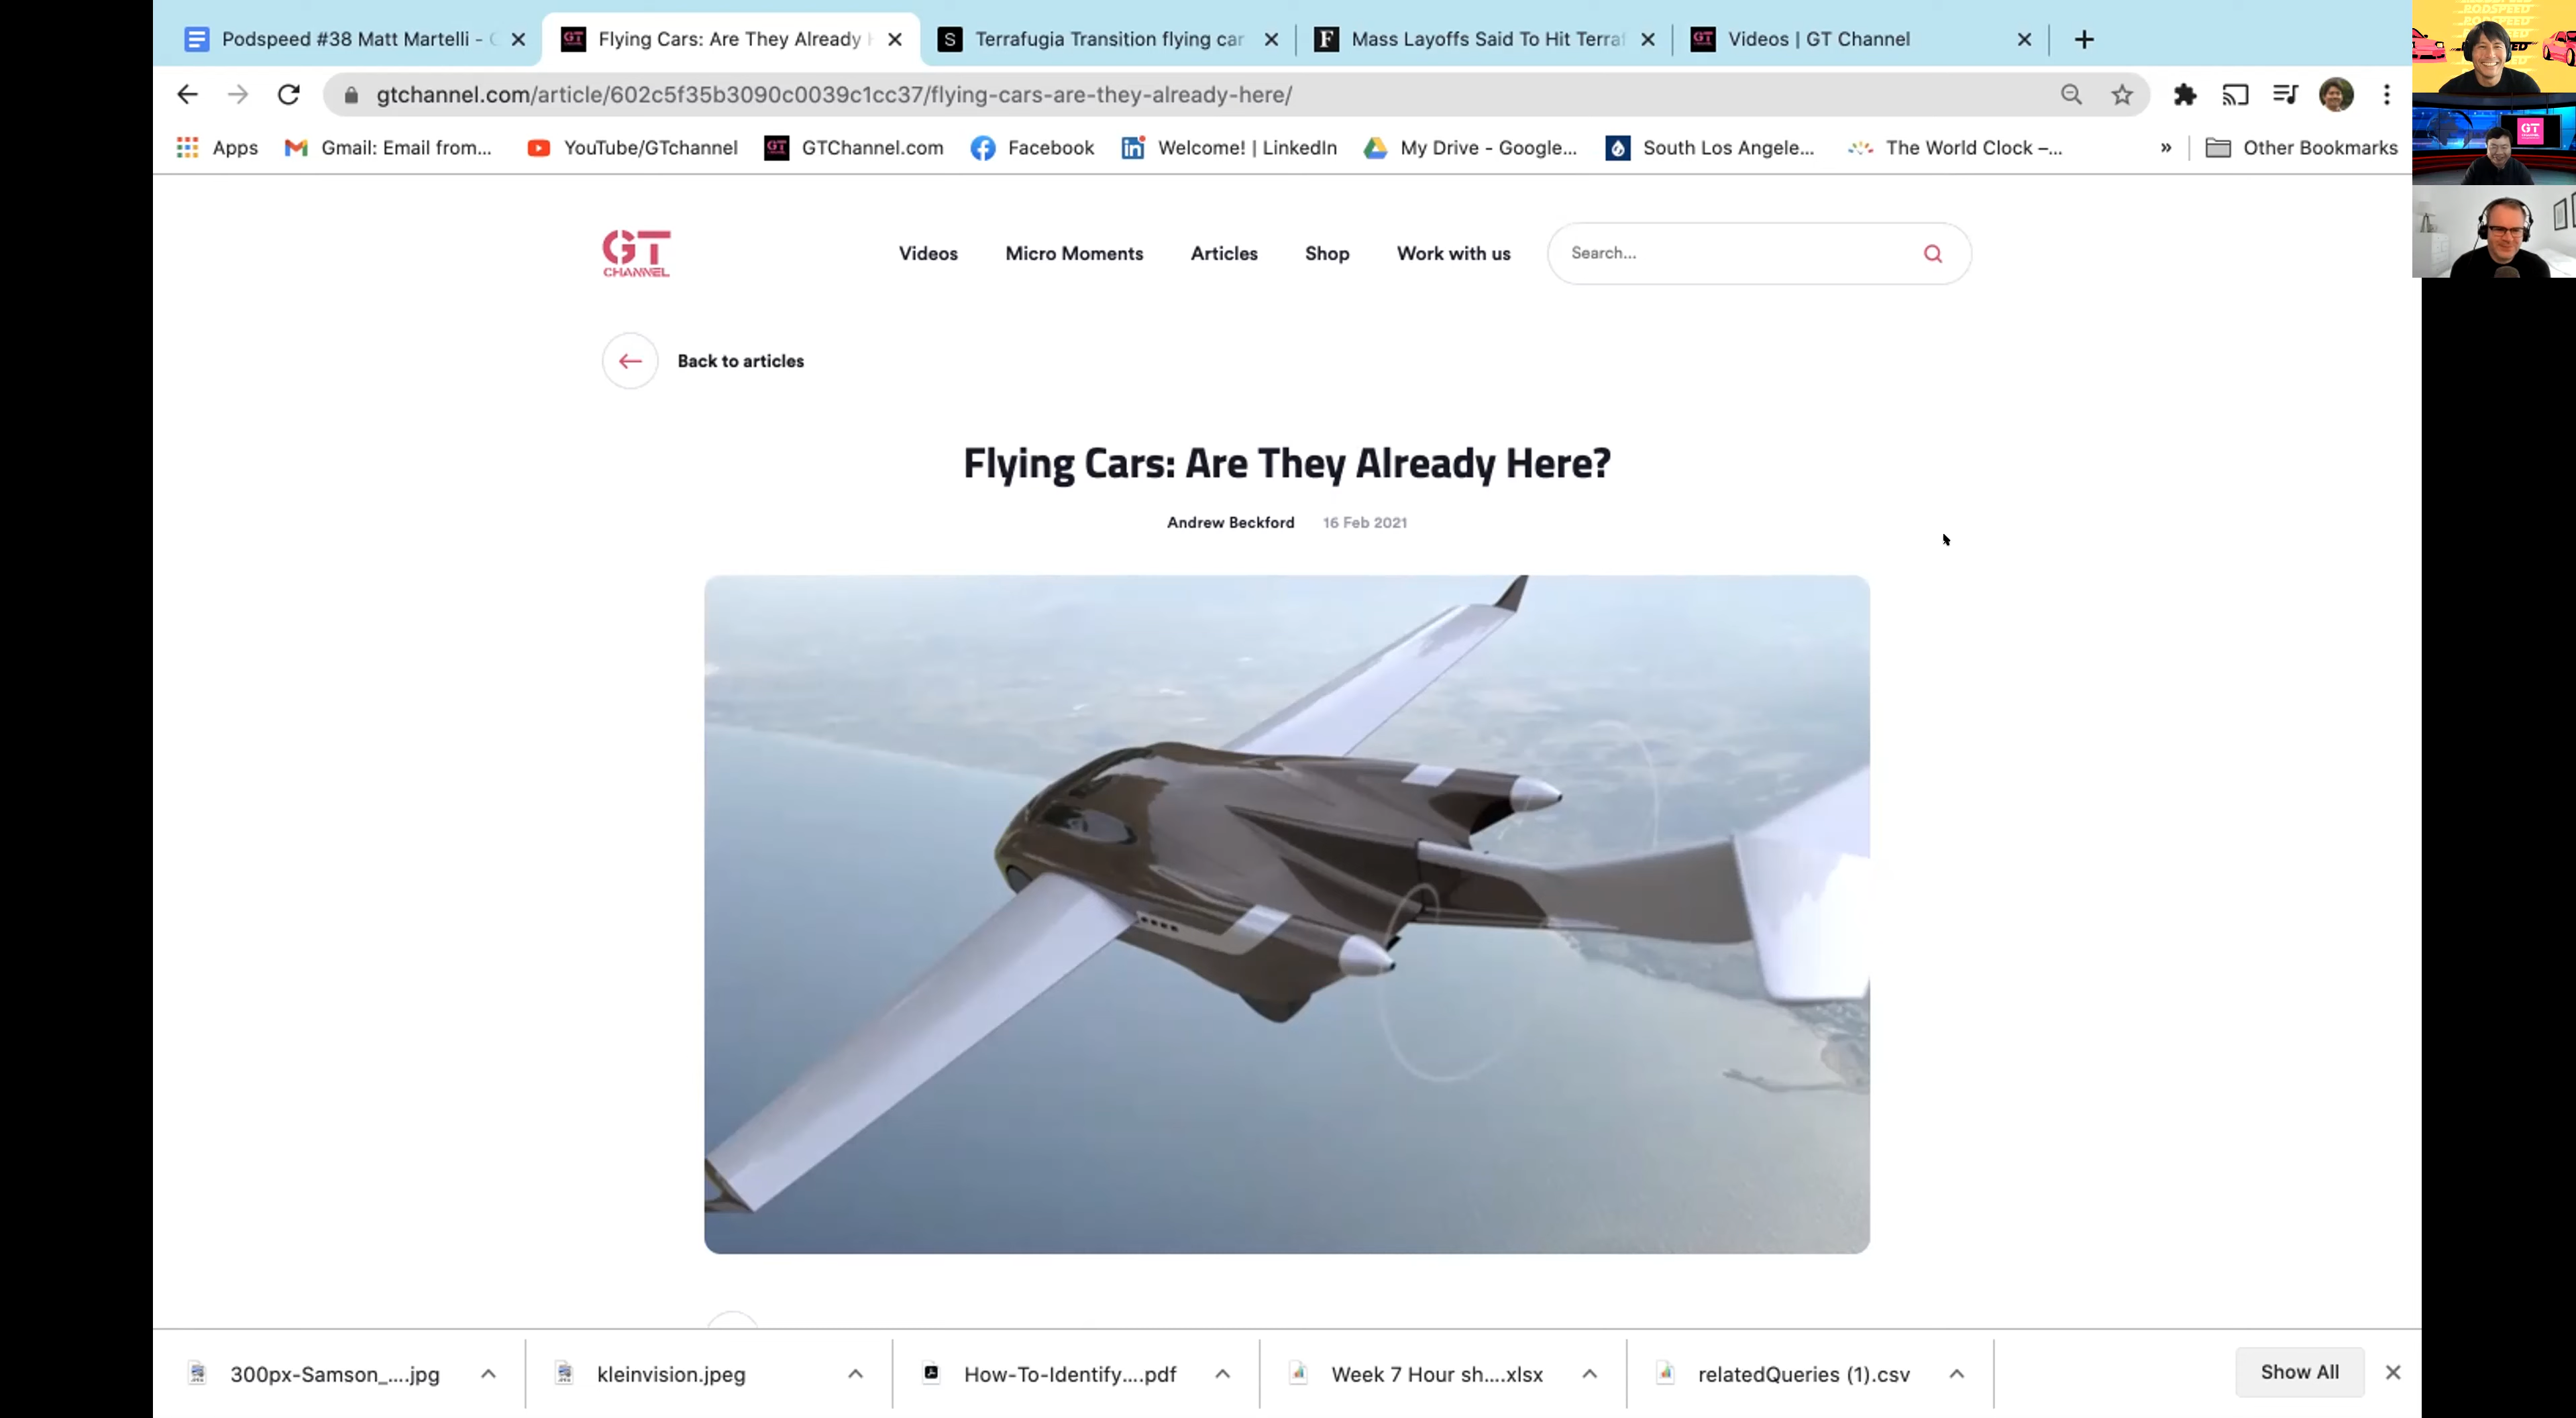 Podspeed #38 Matt Martelli -
Flying Cars: Are They Already
Terrafugia Transition flying car
Mass Layoffs Said To Hit Terraf
Videos | GT Channel
gtchannel.com/article/602c5f35b3090c0039c1cc37/flying-cars-are-they-already-here/
Apps
Gmail: Email from...
YouTube/GTchannel
GTChannel.com
Facebook
Welcome! | LinkedIn
My Drive - Google...
South Los Angele...
The World Clock –...
»
Other Bookmarks
GT
CHANNEL
Videos
Micro Moments
Articles
Shop
Work with us
Search...
Back to articles
Flying Cars: Are They Already Here?
Andrew Beckford
16 Feb 2021
300px-Samson_....jpg
kleinvision.jpeg
How-To-Identify....pdf
Week 7 Hour sh....xlsx
relatedQueries (1).csv
Show All